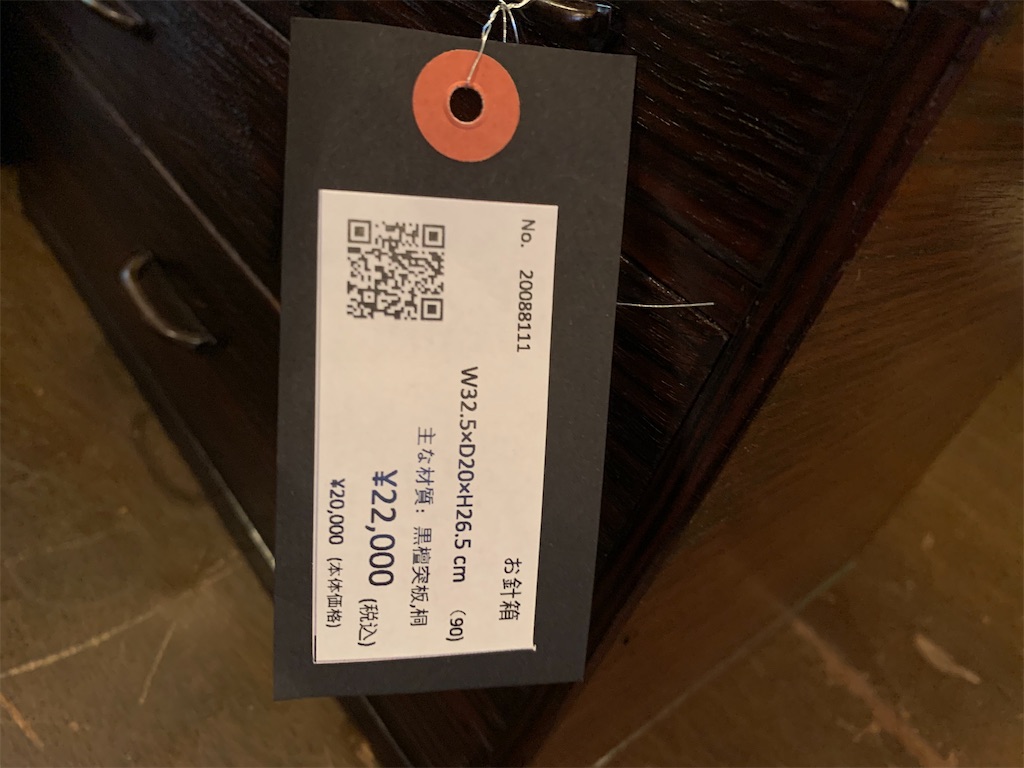 No. 20088111
お針箱
W32.5×D20×H26.5 cm (90)
主な材質：黒檀突板,桐
¥22,000 (税込)
¥20,000 (本体価格)